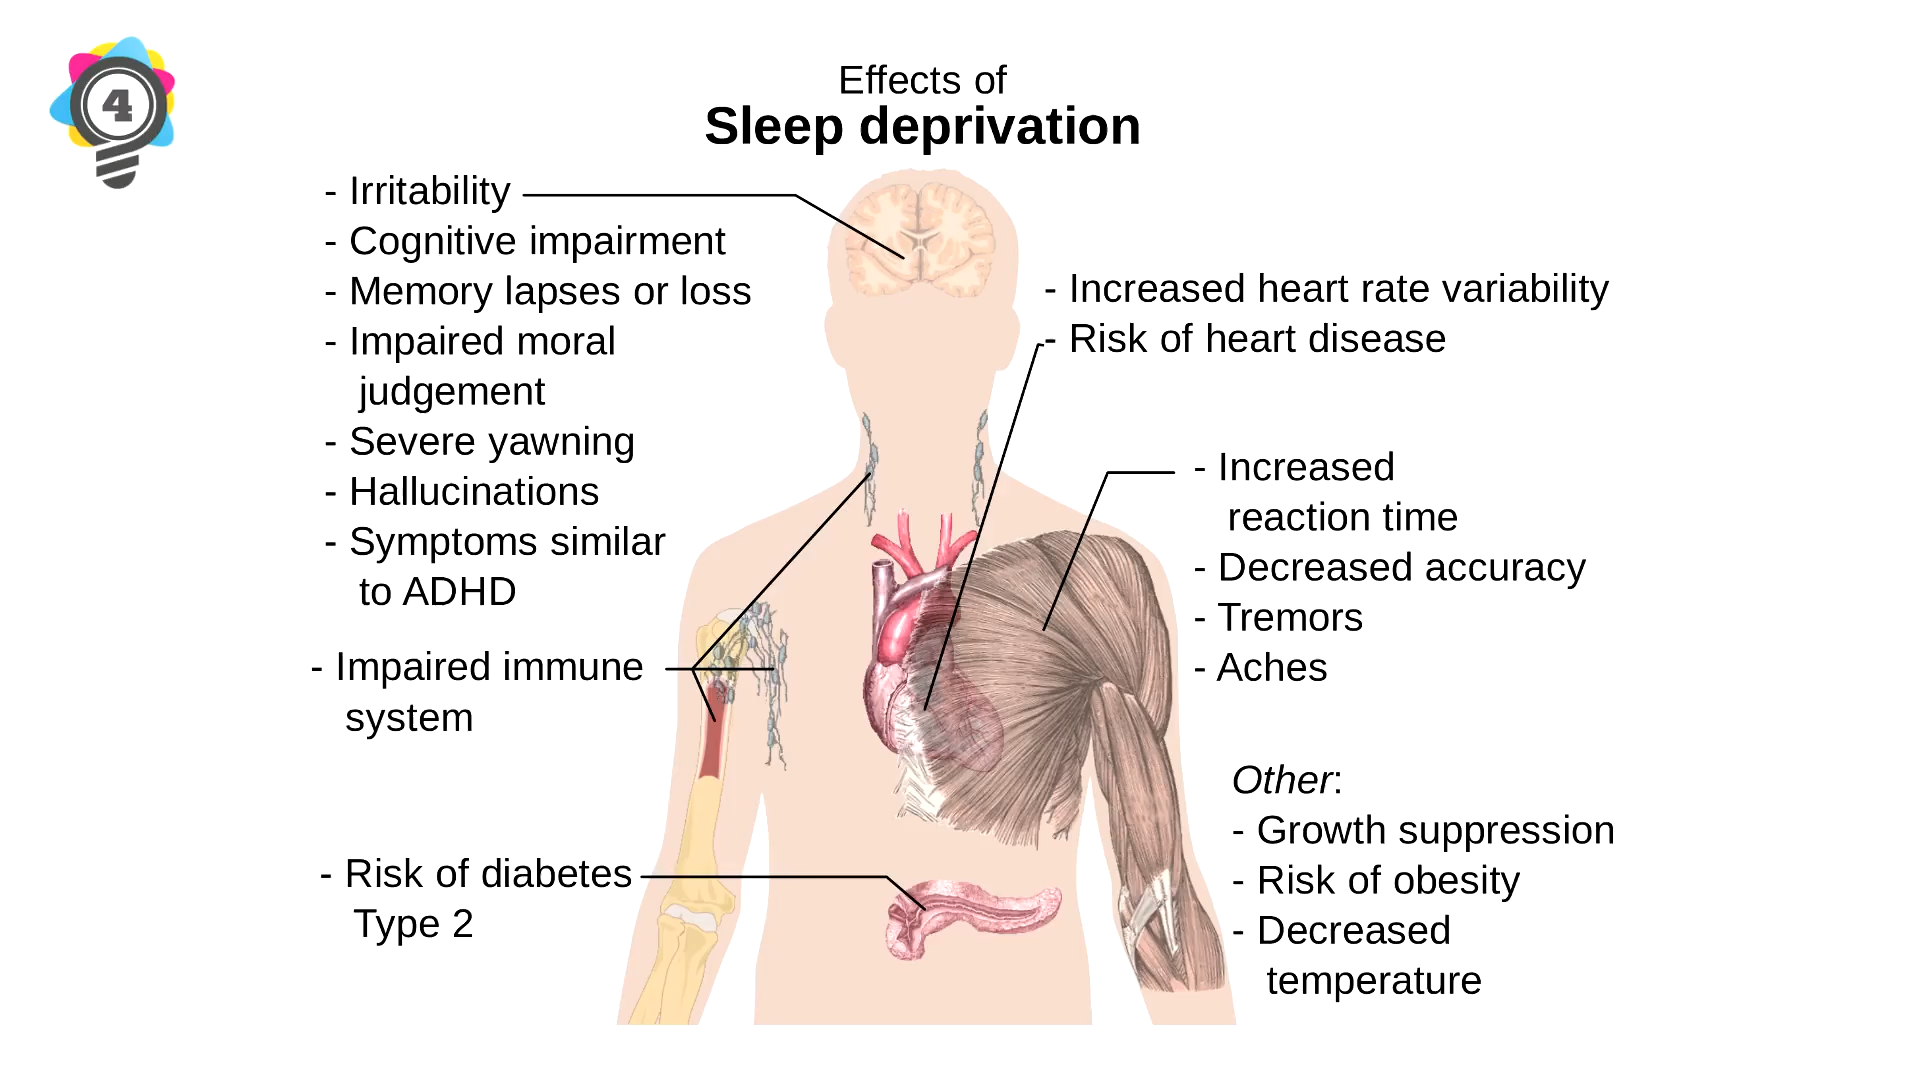 4
Effects of
Sleep deprivation
- Irritability
- Cognitive impairment
- Memory lapses or loss
- Impaired moral
judgement
- Severe yawning
- Hallucinations
- Symptoms similar
to ADHD
- Impaired immune
system
- Risk of diabetes
Type 2
- Increased heart rate variability
- Risk of heart disease
- Increased
reaction time
- Decreased accuracy
- Tremors
- Aches
Other:
- Growth suppression
- Risk of obesity
- Decreased
temperature